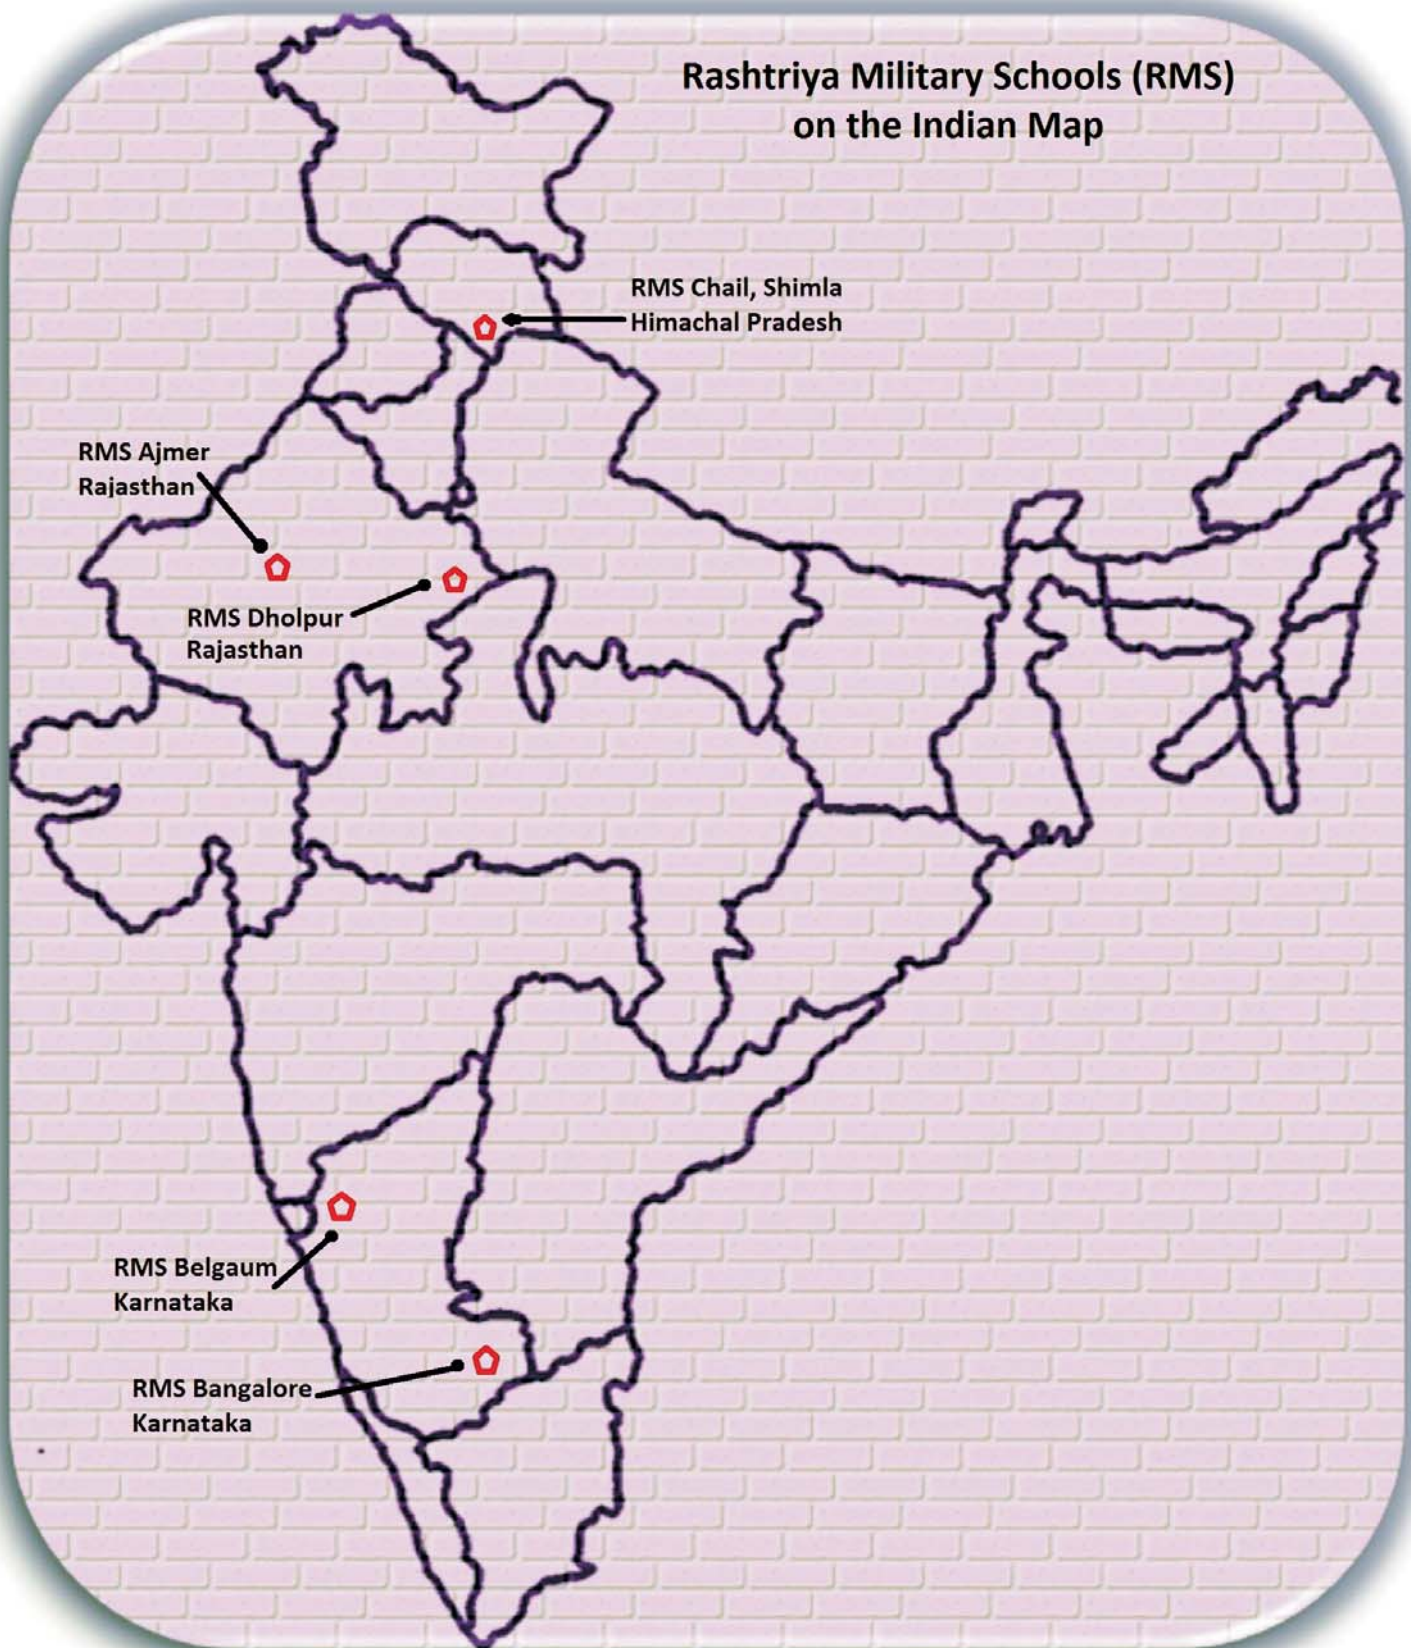 Rashtriya Military Schools (RMS)
on the Indian Map
RMS Chail, Shimla
Himachal Pradesh
RMS Ajmer
Rajasthan
RMS Dholpur
Rajasthan
RMS Belgaum
Karnataka
RMS Bangalore
Karnataka